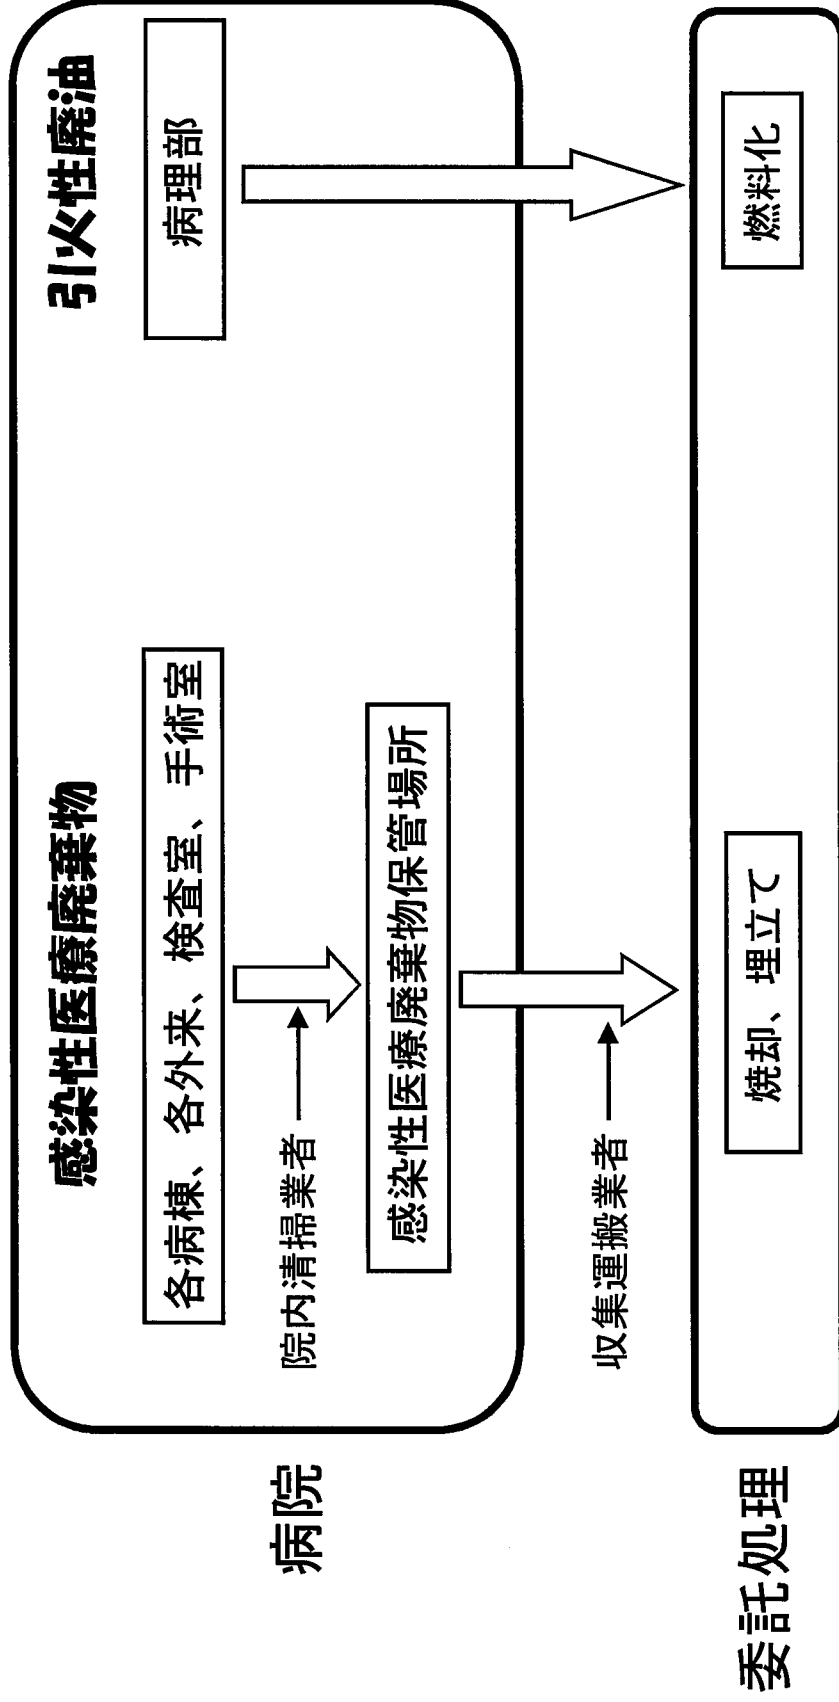 感染性医療廃棄物
引火性廃油
病院
各病棟、各外来、検査室、手術室
病理部
院内清掃業者
感染性医療廃棄物保管場所
収集運搬業者
委託処理
焼却、埋立て
燃料化